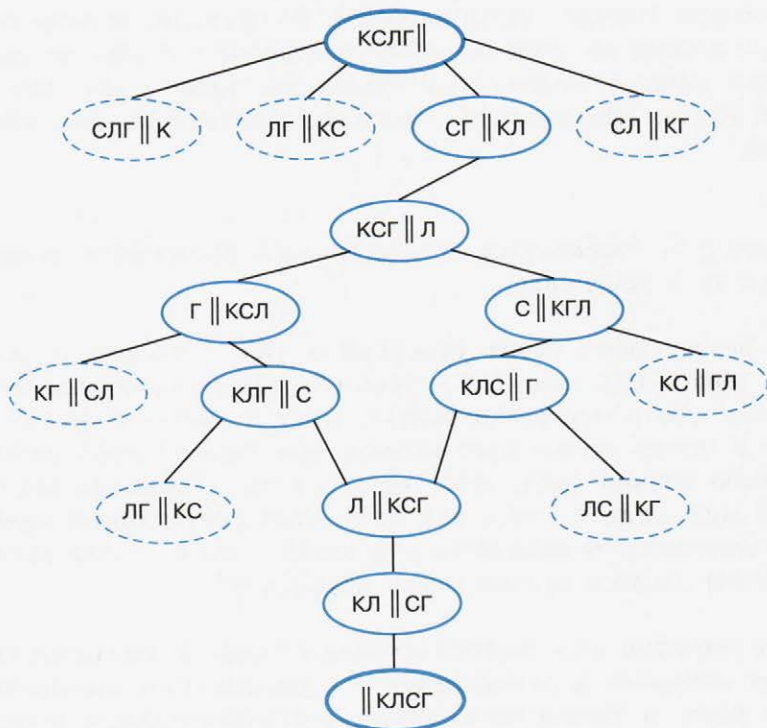 КСЛГ ||
СЛГ || К
ЛГ || КС
СГ || КЛ
СЛ || КГ
КСГ || Л
Г || КСЛ
С || КГЛ
КГ || СЛ
КЛГ || С
КЛС || Г
КС || ГЛ
ЛГ || КС
Л || КСГ
ЛС || КГ
КЛ || СГ
|| КЛСГ